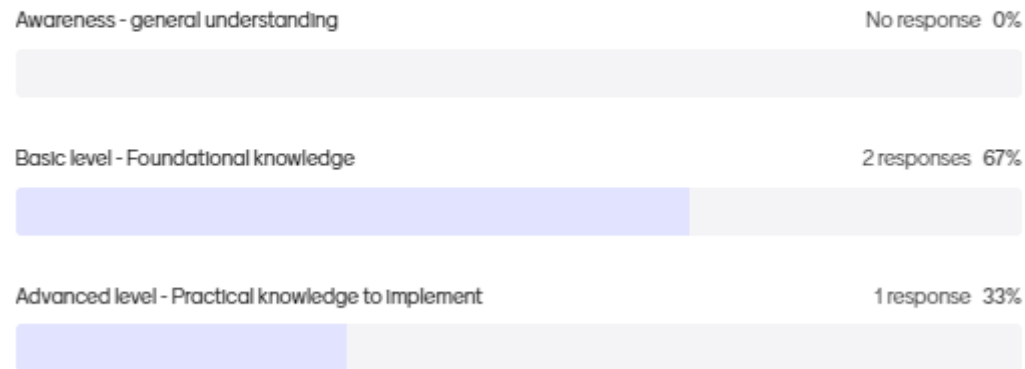 Awareness - general understanding No response 0%
Basic level - Foundational knowledge 2 responses 67%
Advanced level - Practical knowledge to implement 1 response 33%